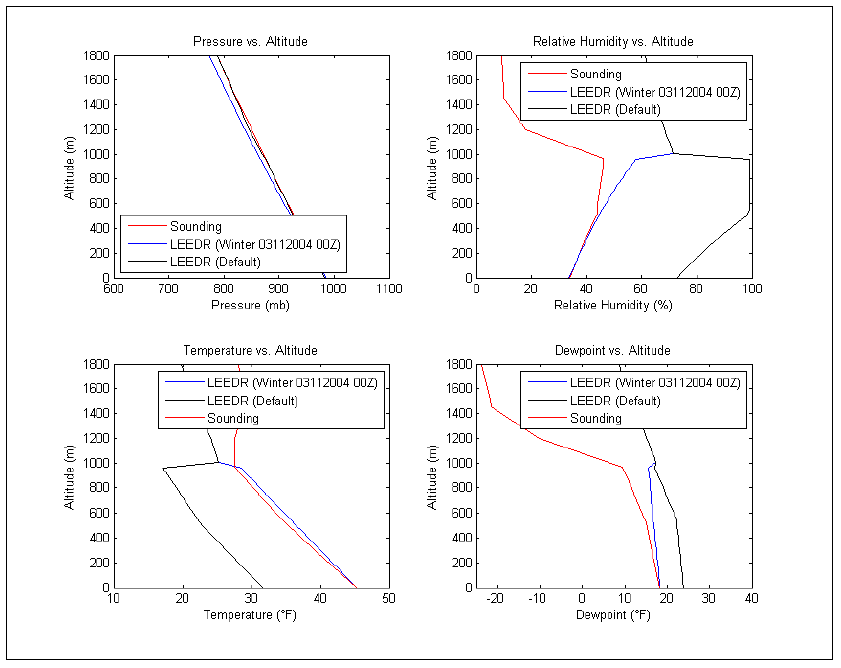 Pressure vs. Altitude
1800
1600
1400
1200
1000
800
600
400
200
0
Altitude (m)
Sounding
LEEDR (Winter 03112004 00Z)
LEEDR (Default)
600 700 800 900 1000 1100
Pressure (mb)
Relative Humidity vs. Altitude
1800
1600
1400
1200
1000
800
600
400
200
0
Altitude (m)
Sounding
LEEDR (Winter 03112004 00Z)
LEEDR (Default)
0 20 40 60 80 100
Relative Humidity (%)
Temperature vs. Altitude
1800
1600
1400
1200
1000
800
600
400
200
0
Altitude (m)
LEEDR (Winter 03112004 00Z)
LEEDR (Default)
Sounding
10 20 30 40 50
Temperature (°F)
Dewpoint vs. Altitude
1800
1600
1400
1200
1000
800
600
400
200
0
Altitude (m)
LEEDR (Winter 03112004 00Z)
LEEDR (Default)
Sounding
-20 -10 0 10 20 30 40
Dewpoint (°F)